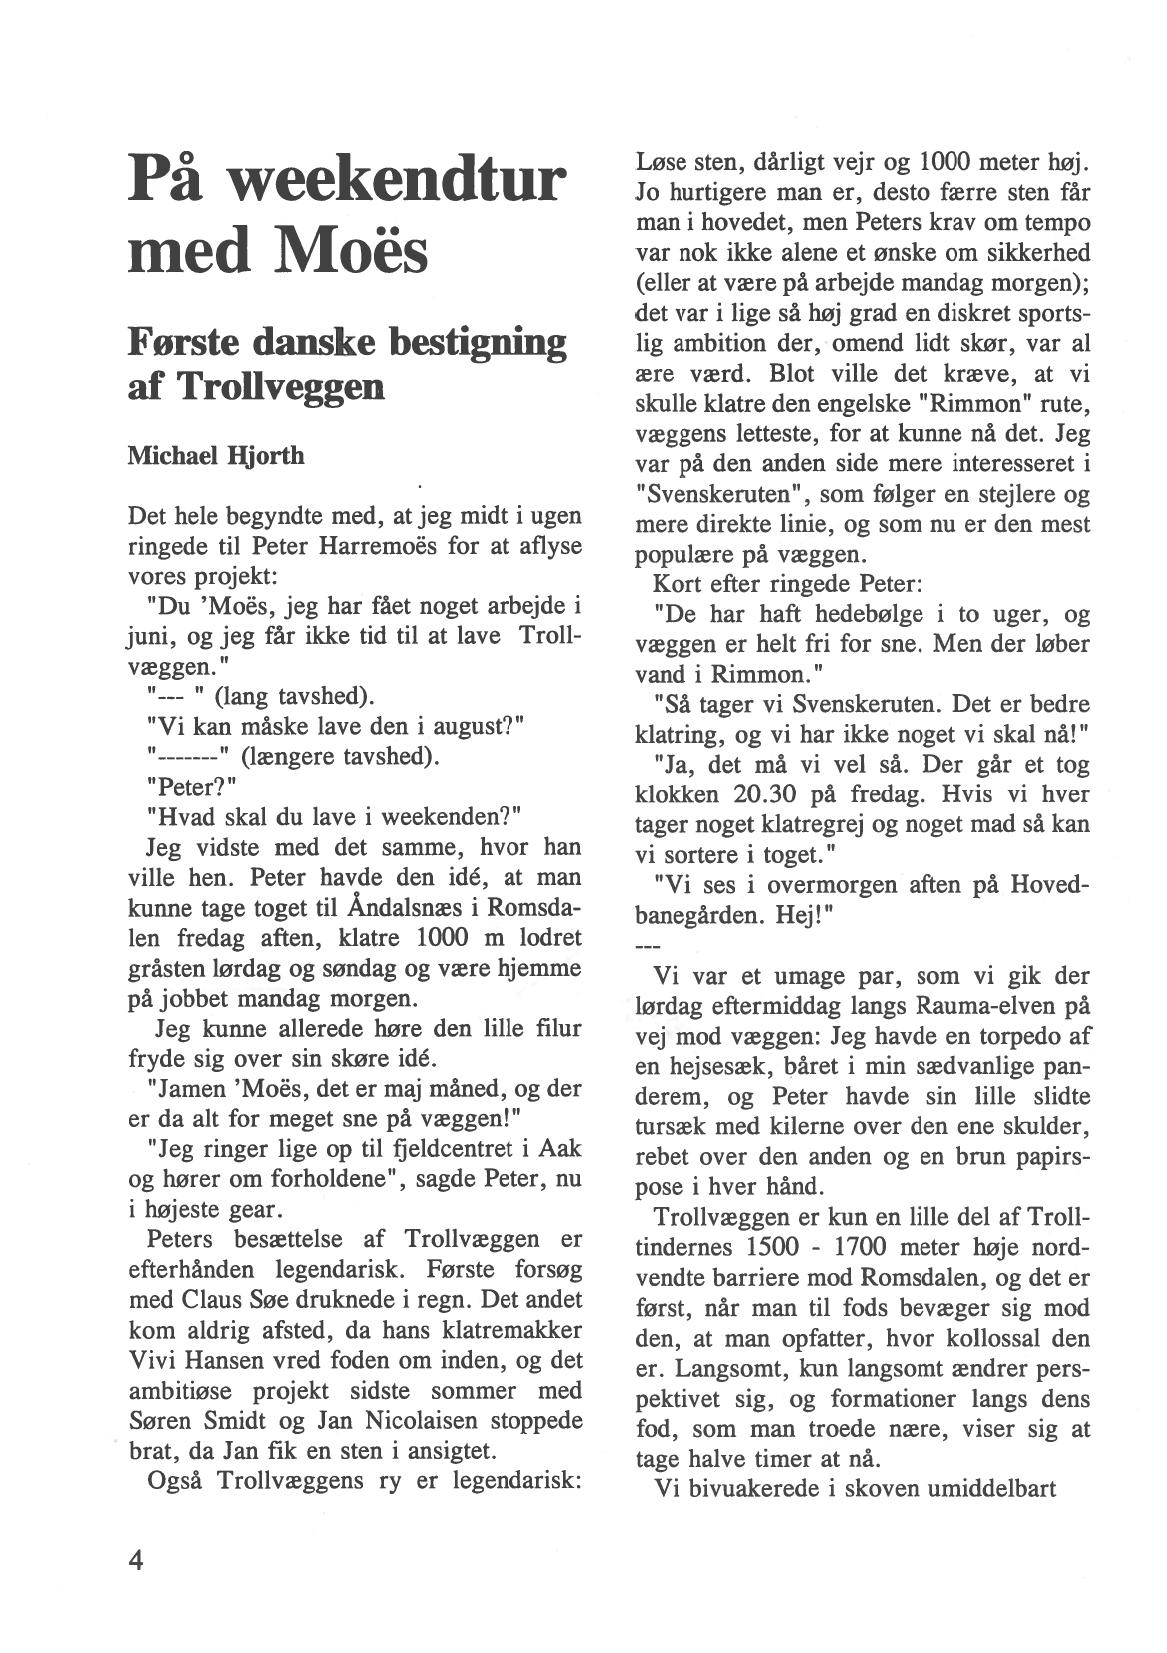 På weekendtur
med Moës
Første danske bestigning
af Trollveggen
Michael Hjorth
Det hele begyndte med, at jeg midt i ugen
ringede til Peter Harremoës for at aflyse
vores projekt:
"Du 'Moës, jeg har fået noget arbejde i
juni, og jeg får ikke tid til at lave Troll-
væggen."
"--- " (lang tavshed).
"Vi kan måske lave den i august?"
"-------" (længere tavshed).
"Peter?"
"Hvad skal du lave i weekenden?"
Jeg vidste med det samme, hvor han
ville hen. Peter havde den idé, at man
kunne tage toget til Åndalsnæs i Romsda-
len fredag aften, klatre 1000 m lodret
gråsten lørdag og søndag og være hjemme
på jobbet mandag morgen.
Jeg kunne allerede høre den lille filur
fryde sig over sin skøre idé.
"Jamen 'Moës, det er maj måned, og der
er da alt for meget sne på væggen!"
"Jeg ringer lige op til fjeldcentret i Aak
og hører om forholdene", sagde Peter, nu
i højeste gear.
Peters besættelse af Trollvæggen er
efterhånden legendarisk. Første forsøg
med Claus Søe druknede i regn. Det andet
kom aldrig afsted, da hans klatremakker
Vivi Hansen vred foden om inden, og det
ambitiøse projekt sidste sommer med
Søren Smidt og Jan Nicolaisen stoppede
brat, da Jan fik en sten i ansigtet.
Også Trollvæggens ry er legendarisk:
Løse sten, dårligt vejr og 1000 meter høj.
Jo hurtigere man er, desto færre sten får
man i hovedet, men Peters krav om tempo
var nok ikke alene et ønske om sikkerhed
(eller at være på arbejde mandag morgen);
det var i lige så høj grad en diskret sports-
lig ambition der, omend lidt skør, var al
ære værd. Blot ville det kræve, at vi
skulle klatre den engelske "Rimmon" rute,
væggens letteste, for at kunne nå det. Jeg
var på den anden side mere interesseret i
"Svenskeruten", som følger en stejlere og
mere direkte linie, og som nu er den mest
populære på væggen.
Kort efter ringede Peter:
"De har haft hedebølge i to uger, og
væggen er helt fri for sne. Men der løber
vand i Rimmon."
"Så tager vi Svenskeruten. Det er bedre
klatring, og vi har ikke noget vi skal nå!"
"Ja, det må vi vel så. Der går et tog
klokken 20.30 på fredag. Hvis vi hver
tager noget klatregrej og noget mad så kan
vi sortere i toget."
"Vi ses i overmorgen aften på Hoved-
banegården. Hej!"
---
Vi var et umage par, som vi gik der
lørdag eftermiddag langs Rauma-elven på
vej mod væggen: Jeg havde en torpedo af
en hejsesæk, båret i min sædvanlige pan-
derem, og Peter havde sin lille slidte
tursæk med kilerne over den ene skulder,
rebet over den anden og en brun papirs-
pose i hver hånd.
Trollvæggen er kun en lille del af Troll-
tindernes 1500 - 1700 meter høje nord-
vendte barriere mod Romsdalen, og det er
først, når man til fods bevæger sig mod
den, at man opfatter, hvor kollossal den
er. Langsomt, kun langsomt ændrer pers-
pektivet sig, og formationer langs dens
fod, som man troede nære, viser sig at
tage halve timer at nå.
Vi bivuakerede i skoven umiddelbart
4